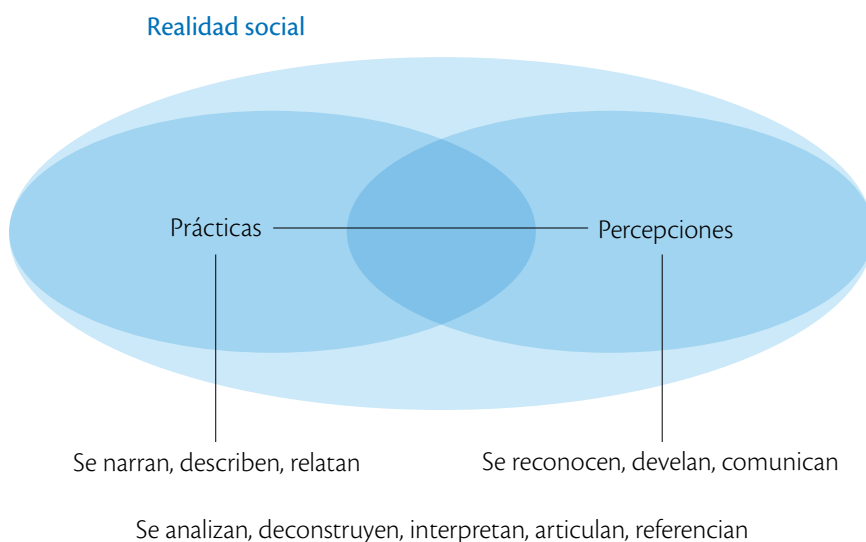 Realidad social
Prácticas
Percepciones
Se narran, describen, relatan
Se reconocen, develan, comunican
Se analizan, deconstruyen, interpretan, articulan, referencian